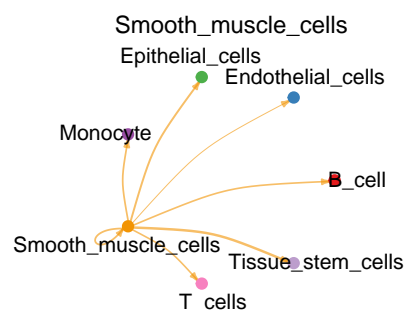 Smooth_muscle_cells
Epithelial_cells
Endothelial_cells
Monocyte
B_cell
Smooth_muscle_cells
Tissue_stem_cells
T_cells